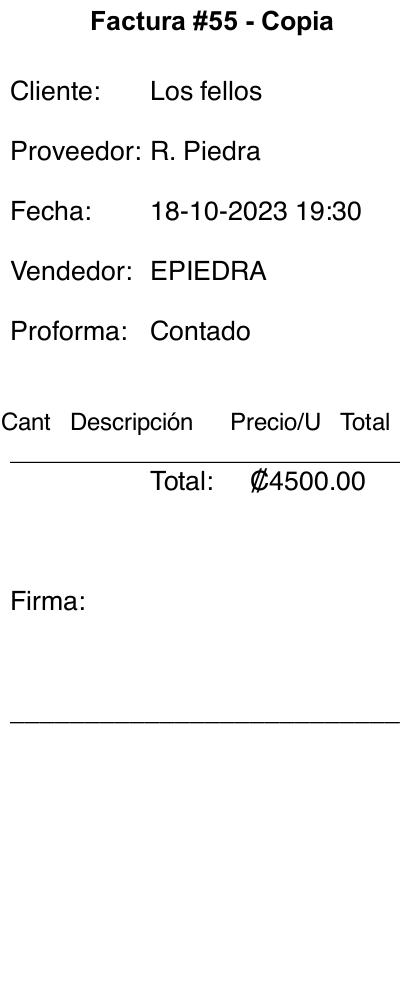 Factura #55 - Copia
Cliente: Los fellos
Proveedor: R. Piedra
Fecha: 18-10-2023 19:30
Vendedor: EPIEDRA
Proforma: Contado
Cant Descripción Precio/U Total
Total: ₡4500.00
Firma: